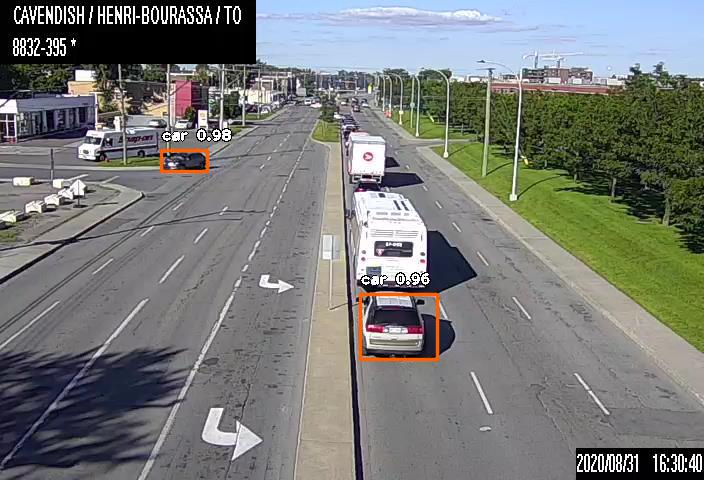 CAVENDISH / HENRI-BOURASSA / TO
8832-395 *
car 0.98
car 0.96
2020/08/31 16:30:40